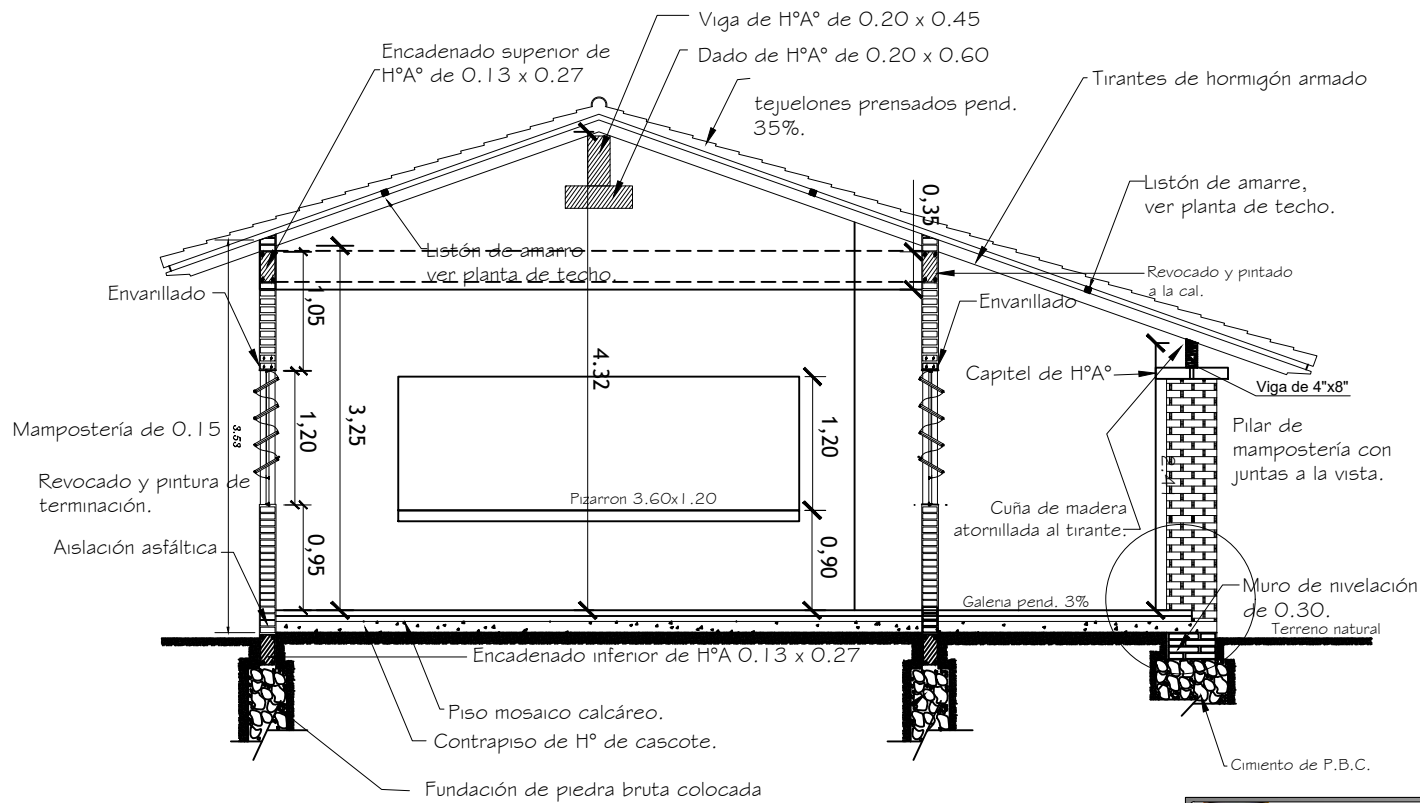 Viga de H°A° de 0.20 x 0.45
Encadenado superior de
H°A° de 0.13 x 0.27
Dado de H°A° de 0.20 x 0.60
Tirantes de hormigón armado
tejuelones prensados pend.
35%.
0,35
Listón de amarre,
ver planta de techo.
Listón de amarro
ver planta de techo.
Revocado y pintado
a la cal.
Envarillado
Envarillado
1,05
4.32
Capitel de H°A°
Viga de 4"x8"
Mampostería de 0.15
3.53
1,20
3,25
1,20
Pilar de
mampostería con
juntas a la vista.
Revocado y pintura de
terminación.
Pizarron 3.60x1.20
Cuña de madera
atornillada al tirante.
Aislación asfáltica
0,95
0,90
Galeria pend. 3%
Muro de nivelación
de 0.30.
Terreno natural
Encadenado inferior de H°A 0.13 x 0.27
Piso mosaico calcáreo.
Contrapiso de H° de cascote.
Cimiento de P.B.C.
Fundación de piedra bruta colocada